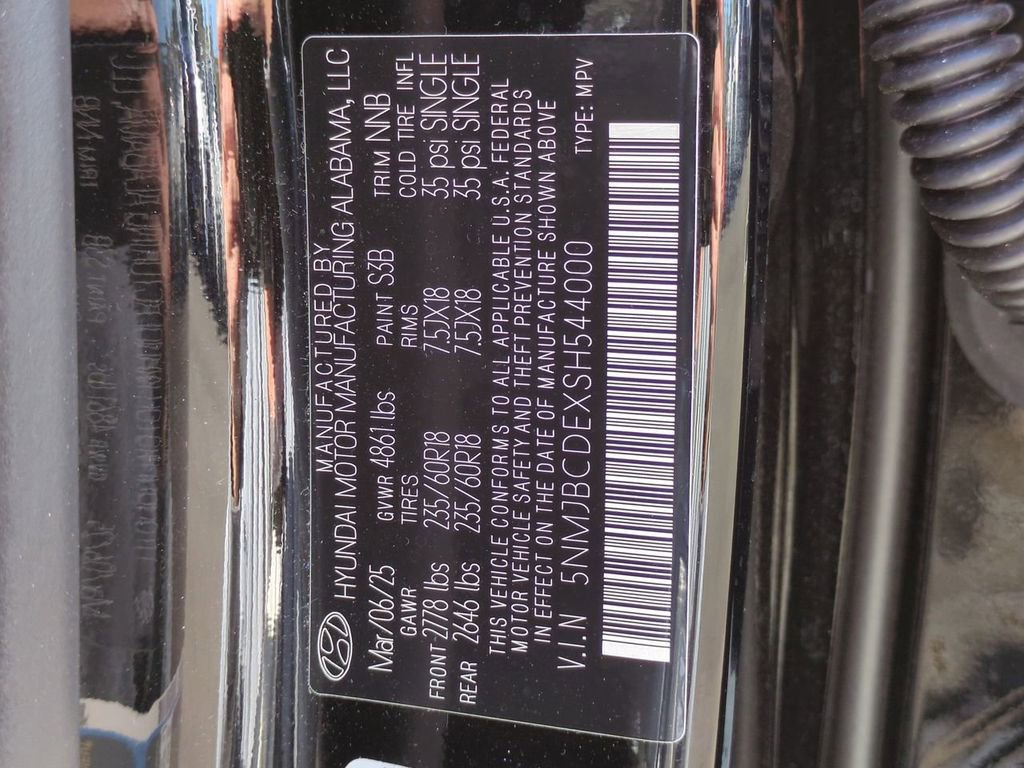 MANUFACTURED BY
HYUNDAI MOTOR MANUFACTURING ALABAMA, LLC
Mar/06/25 GVWR 4861.lbs PAINT S3B TRIM NNB
GAWR TIRES RIMS COLD TIRE INFL
FRONT 2778 lbs 235/60R18 7.5JX18 35 psi SINGLE
REAR 2646 lbs 235/60R18 7.5JX18 35 psi SINGLE
THIS VEHICLE CONFORMS TO ALL APPLICABLE U.S.A. FEDERAL
MOTOR VEHICLE SAFETY AND THEFT PREVENTION STANDARDS
IN EFFECT ON THE DATE OF MANUFACTURE SHOWN ABOVE
V.I.N 5NMJBCDEXSH544000 TYPE: MPV